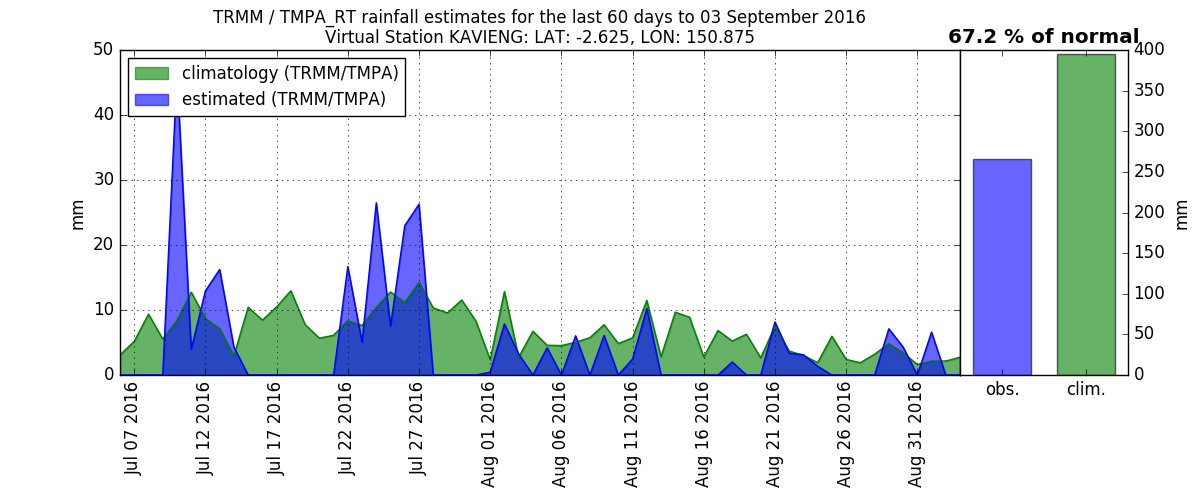 TRMM / TMPA_RT rainfall estimates for the last 60 days to 03 September 2016
Virtual Station KAVIENG: LAT: -2.625, LON: 150.875
67.2 % of normal
climatology (TRMM/TMPA)
estimated (TRMM/TMPA)
50
40
30
20
10
0
mm
Jul 07 2016
Jul 12 2016
Jul 17 2016
Jul 22 2016
Jul 27 2016
Aug 01 2016
Aug 06 2016
Aug 11 2016
Aug 16 2016
Aug 21 2016
Aug 26 2016
Aug 31 2016
obs.
clim.
400
350
300
250
200
150
100
50
0
mm